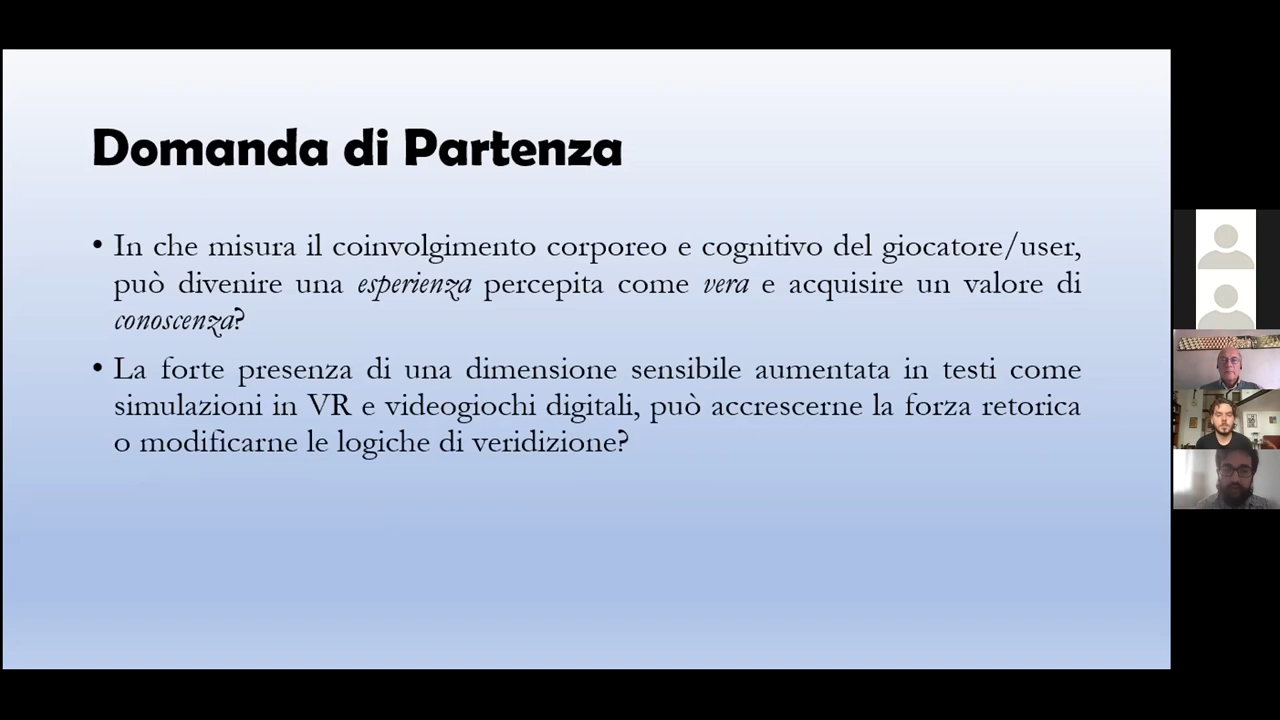 Domanda di Partenza
• In che misura il coinvolgimento corporeo e cognitivo del giocatore/user,
può divenire una esperienza percepita come vera e acquisire un valore di
conoscenza?
• La forte presenza di una dimensione sensibile aumentata in testi come
simulazioni in VR e videogiochi digitali, può accrescerne la forza retorica
o modificarne le logiche di veridizione?